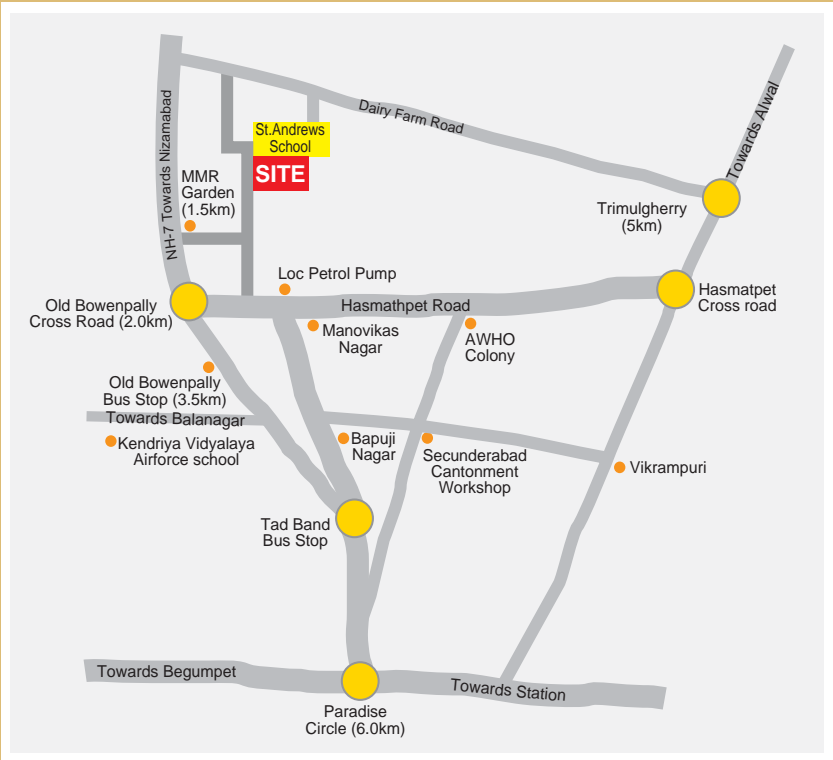 Towards Alwal
Dairy Farm Road
NH-7 Towards Nizamabad
St.Andrews
School
SITE
MMR
Garden
(1.5km)
Trimulgherry
(5km)
Loc Petrol Pump
Hasmatpet
Cross road
Old Bowenpally
Cross Road (2.0km)
Hasmathpet Road
Manovikas
Nagar
AWHO
Colony
Old Bowenpally
Bus Stop (3.5km)
Towards Balanagar
Kendriya Vidyalaya
Airforce school
Bapuji
Nagar
Secunderabad
Cantonment
Workshop
Vikrampuri
Tad Band
Bus Stop
Towards Begumpet
Towards Station
Paradise
Circle (6.0km)